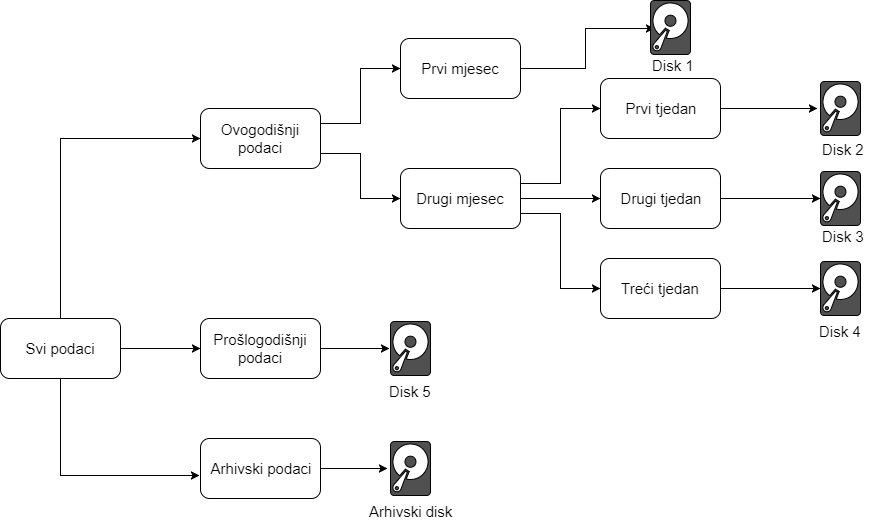 Disk 1
Prvi mjesec
Ovogodišnji
podaci
Prvi tjedan
Disk 2
Drugi mjesec
Drugi tjedan
Disk 3
Treći tjedan
Disk 4
Svi podaci
Prošlogodišnji
podaci
Disk 5
Arhivski podaci
Arhivski disk